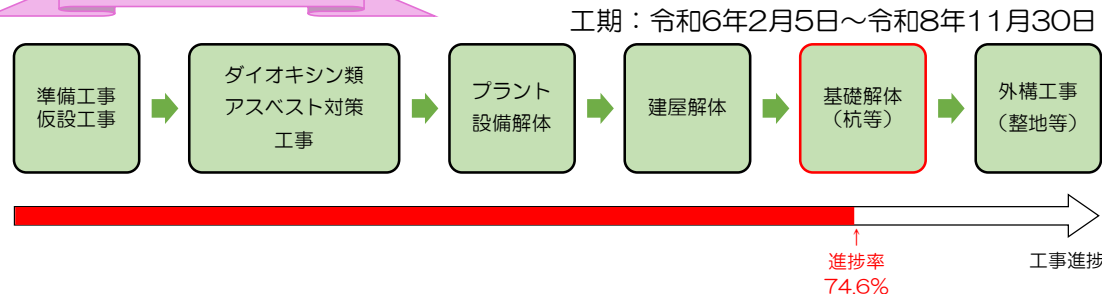 工期：令和6年2月5日～令和8年11月30日
準備工事
仮設工事
ダイオキシン類
アスベスト対策
工事
プラント
設備解体
建屋解体
基礎解体
（杭等）
外構工事
（整地等）
↑
進捗率
74.6%
工事進捗